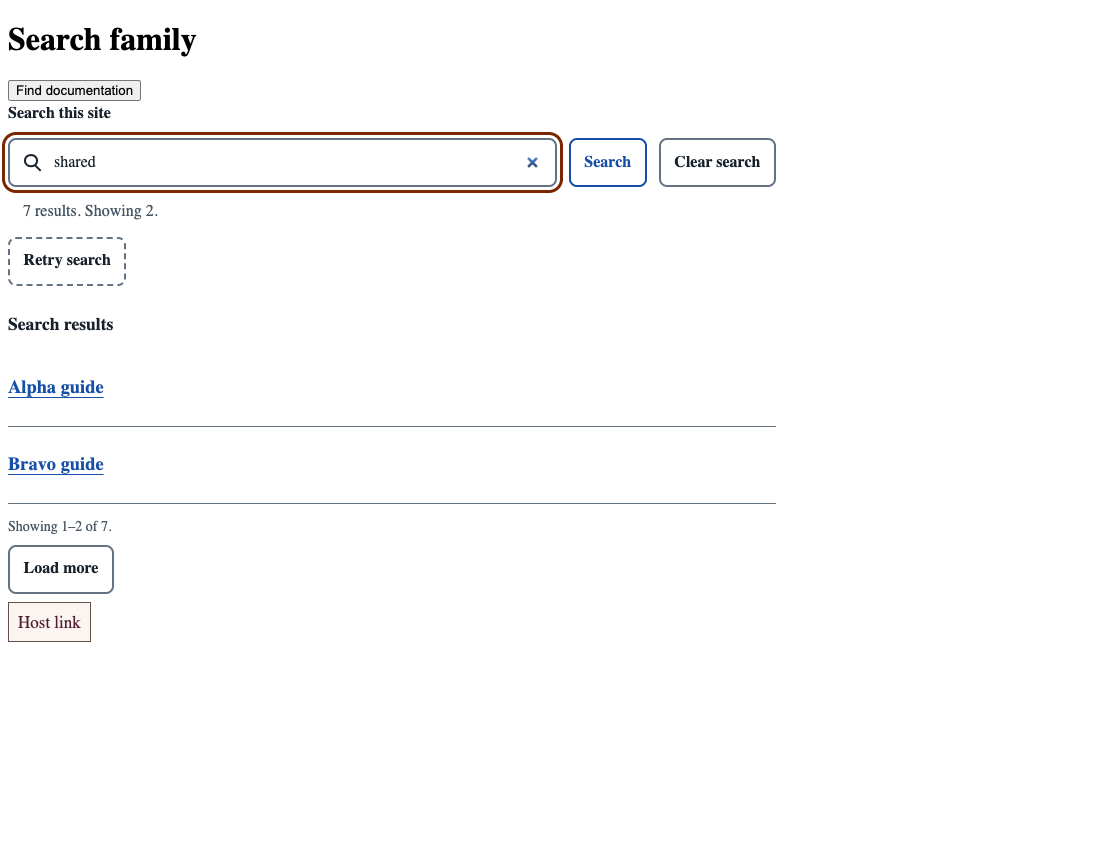 Search family
Find documentation
Search this site
shared
Search
Clear search
7 results. Showing 2.
Retry search
Search results
Alpha guide
Bravo guide
Showing 1–2 of 7.
Load more
Host link